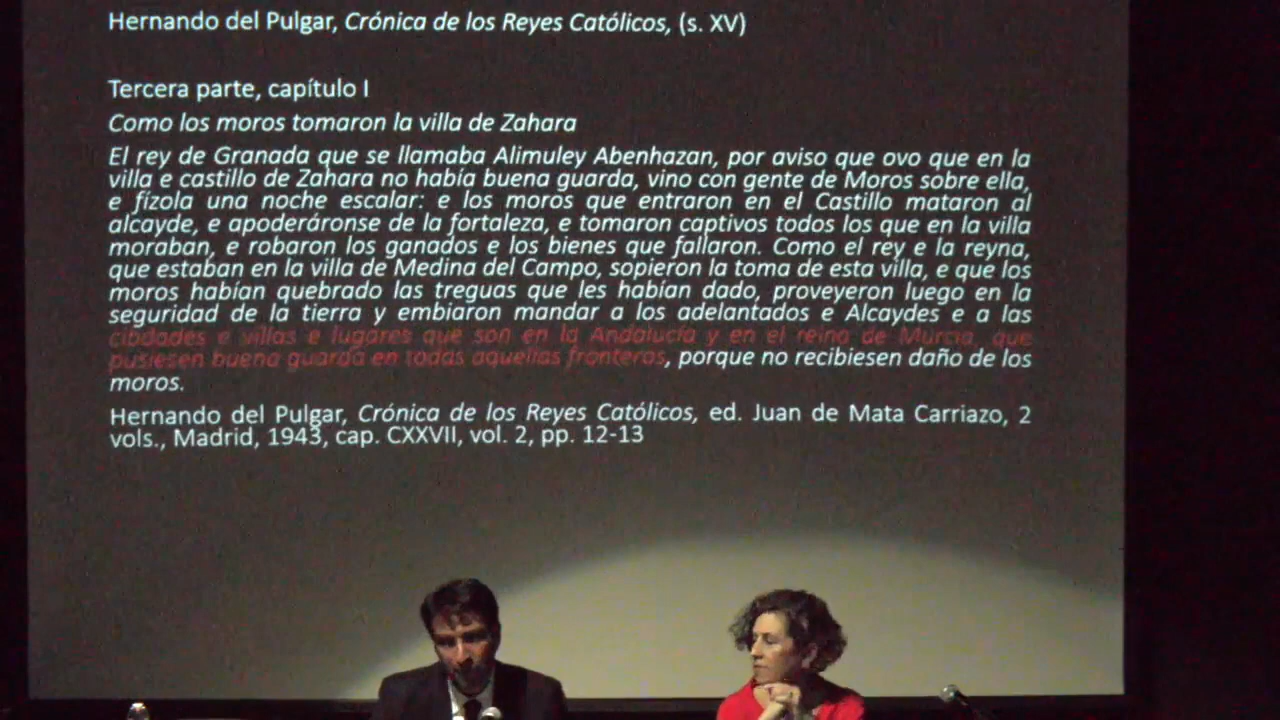 Hernando del Pulgar, Crónica de los Reyes Católicos, (s. XV)
Tercera parte, capítulo I
Como los moros tomaron la villa de Zahara
El rey de Granada que se llamaba Alimuley Abenhazan, por aviso que ovo que en la
villa e castillo de Zahara no había buena guarda, vino con gente de Moros sobre ella,
e fízola una noche escalar: e los moros que entraron en el Castillo mataron al
alcayde, e apoderáronse de la fortaleza, e tomaron captivos todos los que en la villa
moraban, e robaron los ganados e los bienes que fallaron. Como el rey e la reyna,
que estaban en la villa de Medina del Campo, sopieron la toma de esta villa, e que los
moros habían quebrado las treguas que les habían dado, proveyeron luego en la
seguridad de la tierra y embiaron mandar a los adelantados e Alcaydes e a las
cibdades e villas e lugares que son en la Andalucía y en el reino de Murcia, que
pusiesen buena guarda en todas aquellas fronteras, porque no recibiesen daño de los
moros.
Hernando del Pulgar, Crónica de los Reyes Católicos, ed. Juan de Mata Carriazo, 2
vols., Madrid, 1943, cap. CXXVII, vol. 2, pp. 12-13